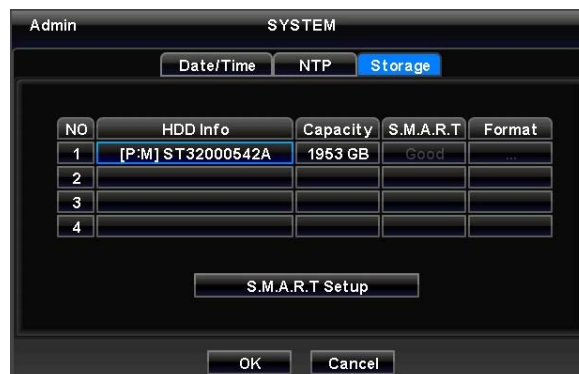 Admin SYSTEM
Date/Time NTP Storage
NO HDD Info Capacity S.M.A.R.T Format
1 [P:M] ST32000542A 1953 GB Good ...
2
3
4
S.M.A.R.T Setup
OK Cancel